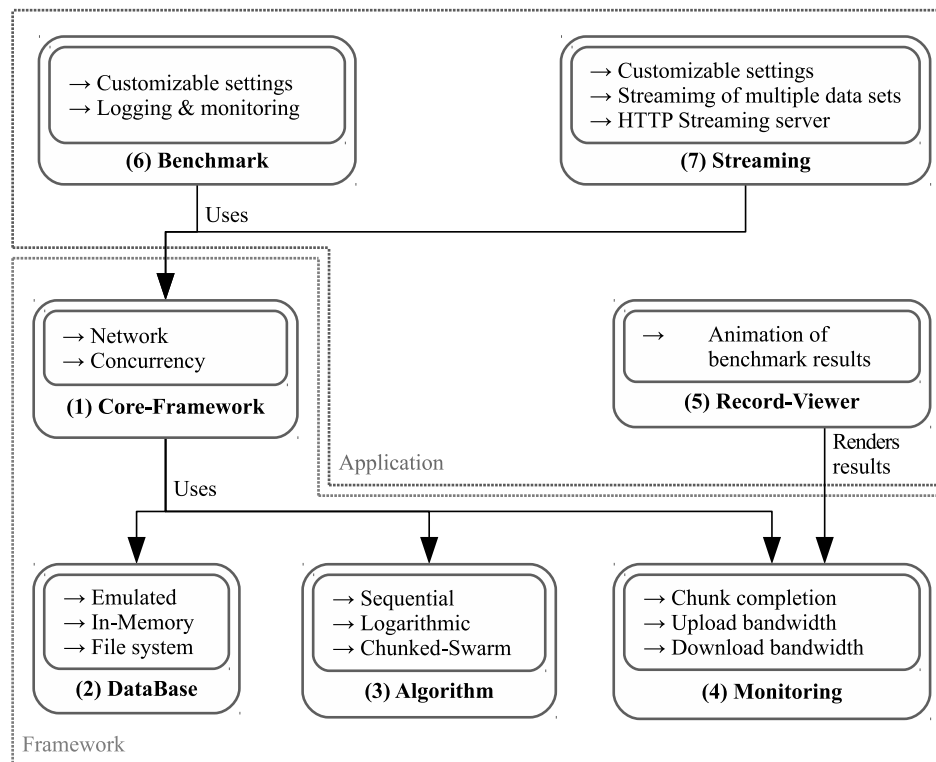 → Customizable settings
→ Logging & monitoring
(6) Benchmark
→ Customizable settings
→ Streamimg of multiple data sets
→ HTTP Streaming server
(7) Streaming
Uses
→ Network
→ Concurrency
(1) Core-Framework
→ Animation of
benchmark results
(5) Record-Viewer
Application
Renders
results
Uses
→ Emulated
→ In-Memory
→ File system
(2) DataBase
→ Sequential
→ Logarithmic
→ Chunked-Swarm
(3) Algorithm
→ Chunk completion
→ Upload bandwidth
→ Download bandwidth
(4) Monitoring
Framework